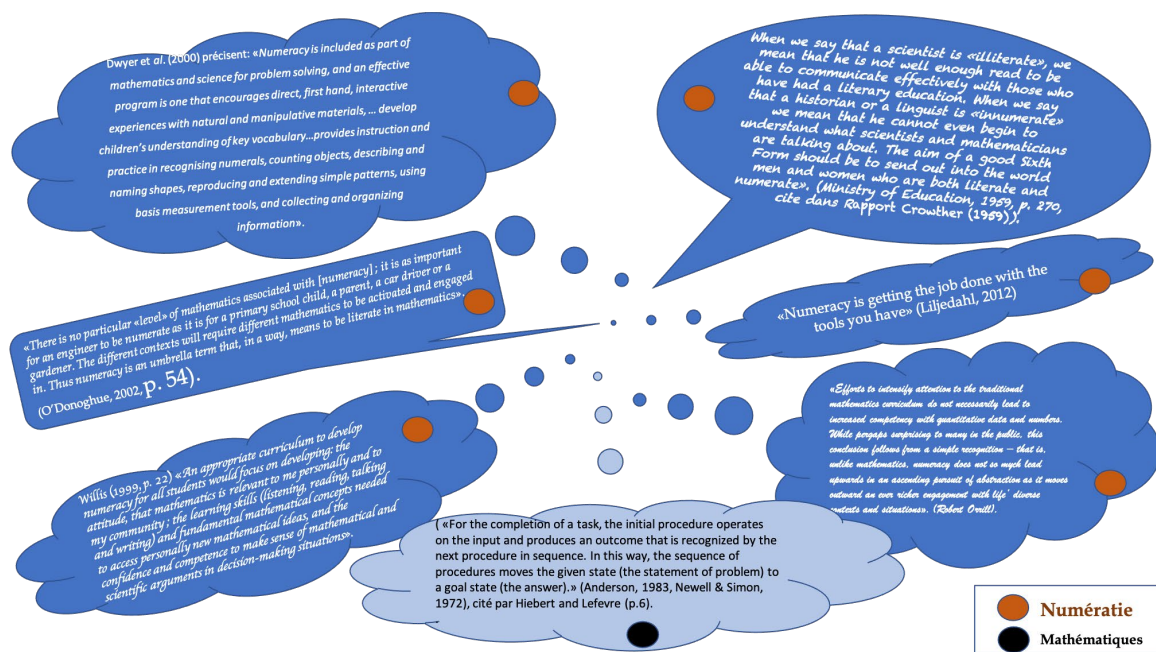 Dwyer et al. (2000) précisent: «Numeracy is included as part of
mathematics and science for problem solving, and an effective
program is one that encourages direct, first hand, interactive
experiences with natural and manipulative materials, ... develop
children's understanding of key vocabulary...provides instruction and
practice in recognising numerals, counting objects, describing and
naming shapes, reproducing and extending simple patterns, using
basis measurement tools, and collecting and organizing
information».
When we say that a scientist is «illiterate», we
mean that he is not well enough read to be
able to communicate effectively with those who
have had a literary education. When we say
that a historian or a linguist is «innumerate»
we mean that he cannot even begin to
understand what scientists and mathematicians
are talking about. The aim of a good Sixth
Form should be to send out into the world
men and women who are both literate and
numerate». (Ministry of Education, 1959, p. 270,
cite dans Rapport Crowther (1959)).
«There is no particular «level» of mathematics associated with [numeracy] ; it is as important
for an engineer to be numerate as it is for a primary school child, a parent, a car driver or a
gardener. The different contexts will require different mathematics to be activated and engaged
in. Thus numeracy is an umbrella term that, in a way, means to be literate in mathematics».
(O'Donoghue, 2002, p. 54).
«Numeracy is getting the job done with the
tools you have» (Liljedahl, 2012)
Willis (1999, p. 22) «An appropriate curriculum to develop
numeracy for all students would focus on developing: the
attitude, that mathematics is relevant to me personally and to
my community ; the learning skills (listening, reading, talking
and writing) and fundamental mathematical concepts needed
to access personally new mathematical ideas, and the
confidence and competence to make sense of mathematical and
scientific arguments in decision-making situations».
«Efforts to intensify attention to the traditional
mathematics curriculum do not necessarily lead to
increased competency with quantitative data and numbers.
While pergaps surprising to many in the public, this
conclusion follows from a simple recognition – that is,
unlike mathematics, numeracy does not so much lead
upwards in an ascending pursuit of abstraction as it moves
outward an ever richer engagement with life' diverse
contexts and situations». (Robert Orrill).
( «For the completion of a task, the initial procedure operates
on the input and produces an outcome that is recognized by the
next procedure in sequence. In this way, the sequence of
procedures moves the given state (the statement of problem) to
a goal state (the answer).» (Anderson, 1983, Newell & Simon,
1972), cité par Hiebert and Lefevre (p.6).
.
Numératie
Mathématiques